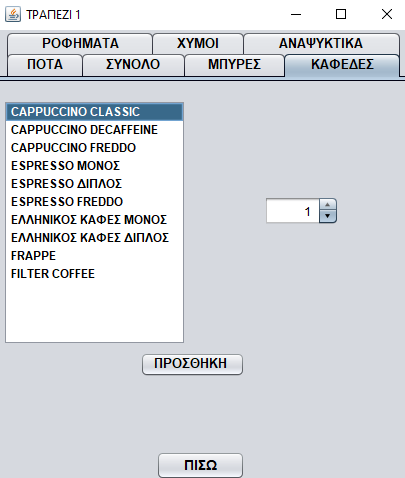 ΤΡΑΠΕΖΙ 1
ΡΟΦΗΜΑΤΑ ΧΥΜΟΙ ΑΝΑΨΥΚΤΙΚΑ
ΠΟΤΑ ΣΥΝΟΛΟ ΜΠΥΡΕΣ ΚΑΦΕΔΕΣ
CAPPUCCINO CLASSIC
CAPPUCCINO DECAFFEINE
CAPPUCCINO FREDDO
ESPRESSO ΜΟΝΟΣ
ESPRESSO ΔΙΠΛΟΣ
ESPRESSO FREDDO
ΕΛΛΗΝΙΚΟΣ ΚΑΦΕΣ ΜΟΝΟΣ
ΕΛΛΗΝΙΚΟΣ ΚΑΦΕΣ ΔΙΠΛΟΣ
FRAPPE
FILTER COFFEE
1
ΠΡΟΣΘΗΚΗ
ΠΙΣΩ